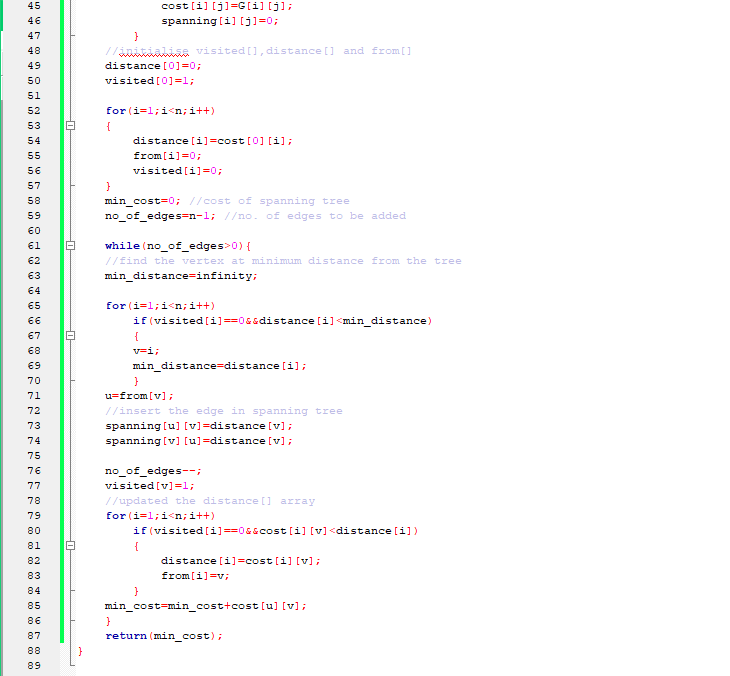 45 cost[i][j]=G[i][j];
46 spanning[i][j]=0;
47 }
48 //initialise visited[],distance[] and from[]
49 distance[0]=0;
50 visited[0]=1;
51
52 for(i=1;i<n;i++)
53 {
54 distance[i]=cost[0][i];
55 from[i]=0;
56 visited[i]=0;
57 }
58 min_cost=0; //cost of spanning tree
59 no_of_edges=n-1; //no. of edges to be added
60
61 while(no_of_edges>0){
62 //find the vertex at minimum distance from the tree
63 min_distance=infinity;
64
65 for(i=1;i<n;i++)
66 if(visited[i]==0&&distance[i]<min_distance)
67 {
68 v=i;
69 min_distance=distance[i];
70 }
71 u=from[v];
72 //insert the edge in spanning tree
73 spanning[u][v]=distance[v];
74 spanning[v][u]=distance[v];
75
76 no_of_edges--;
77 visited[v]=1;
78 //updated the distance[] array
79 for(i=1;i<n;i++)
80 if(visited[i]==0&&cost[i][v]<distance[i])
81 {
82 distance[i]=cost[i][v];
83 from[i]=v;
84 }
85 min_cost=min_cost+cost[u][v];
86 }
87 return(min_cost);
88 }
89